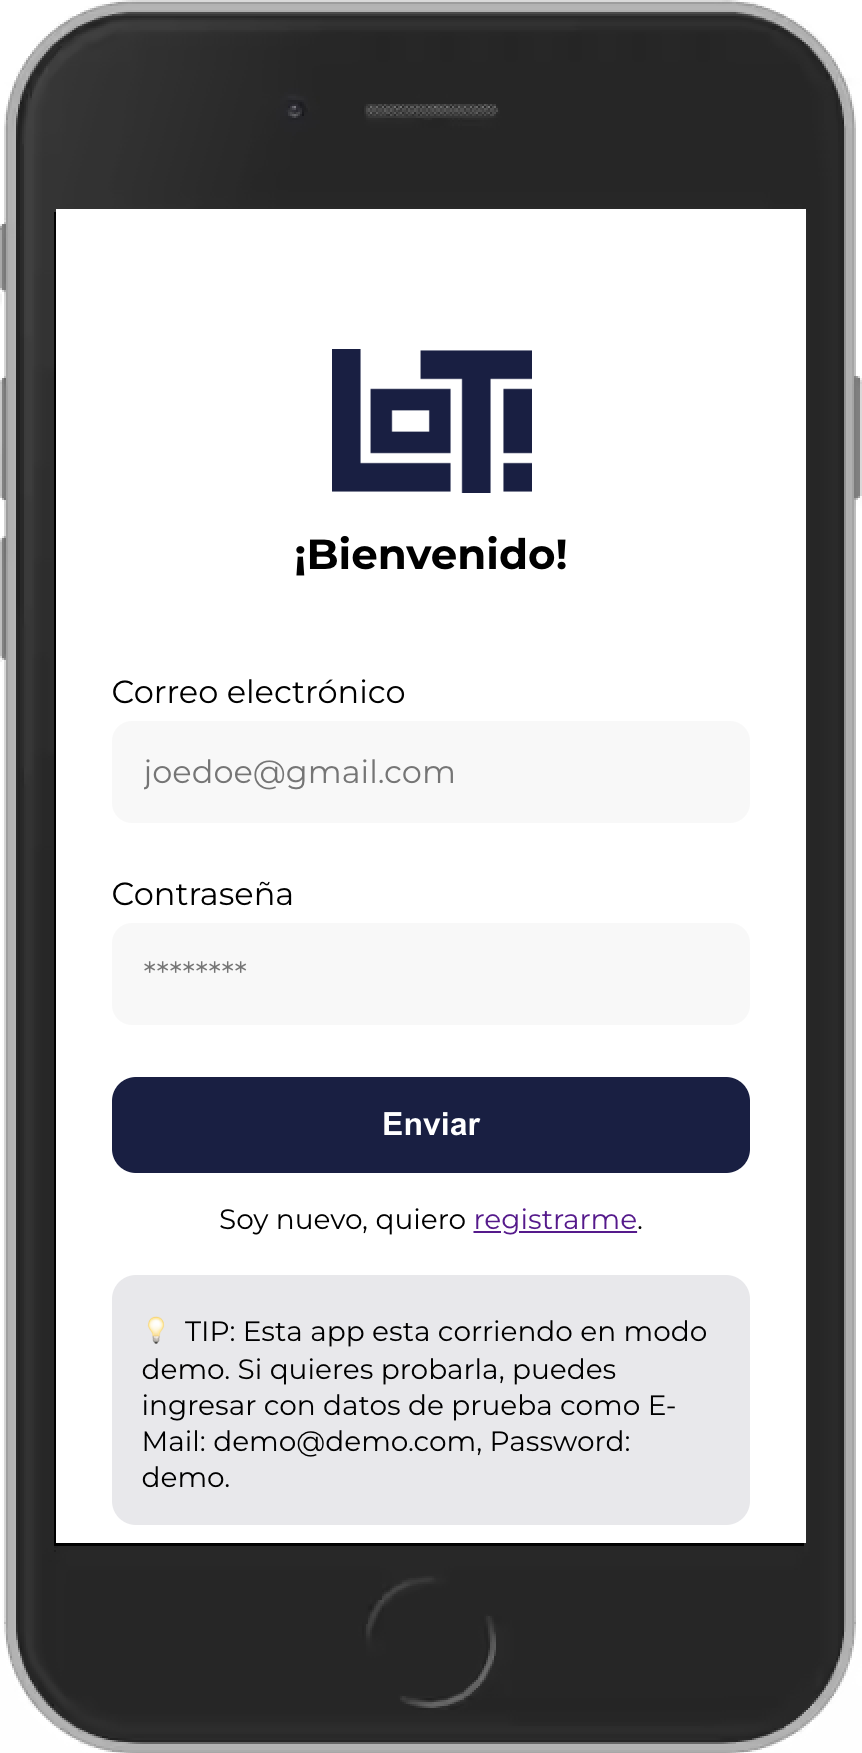 LoT!
¡Bienvenido!
Correo electrónico
joedoe@gmail.com
Contraseña
********
Enviar
Soy nuevo, quiero registrarme.
💡 TIP: Esta app esta corriendo en modo
demo. Si quieres probarla, puedes
ingresar con datos de prueba como E-
Mail: demo@demo.com, Password:
demo.